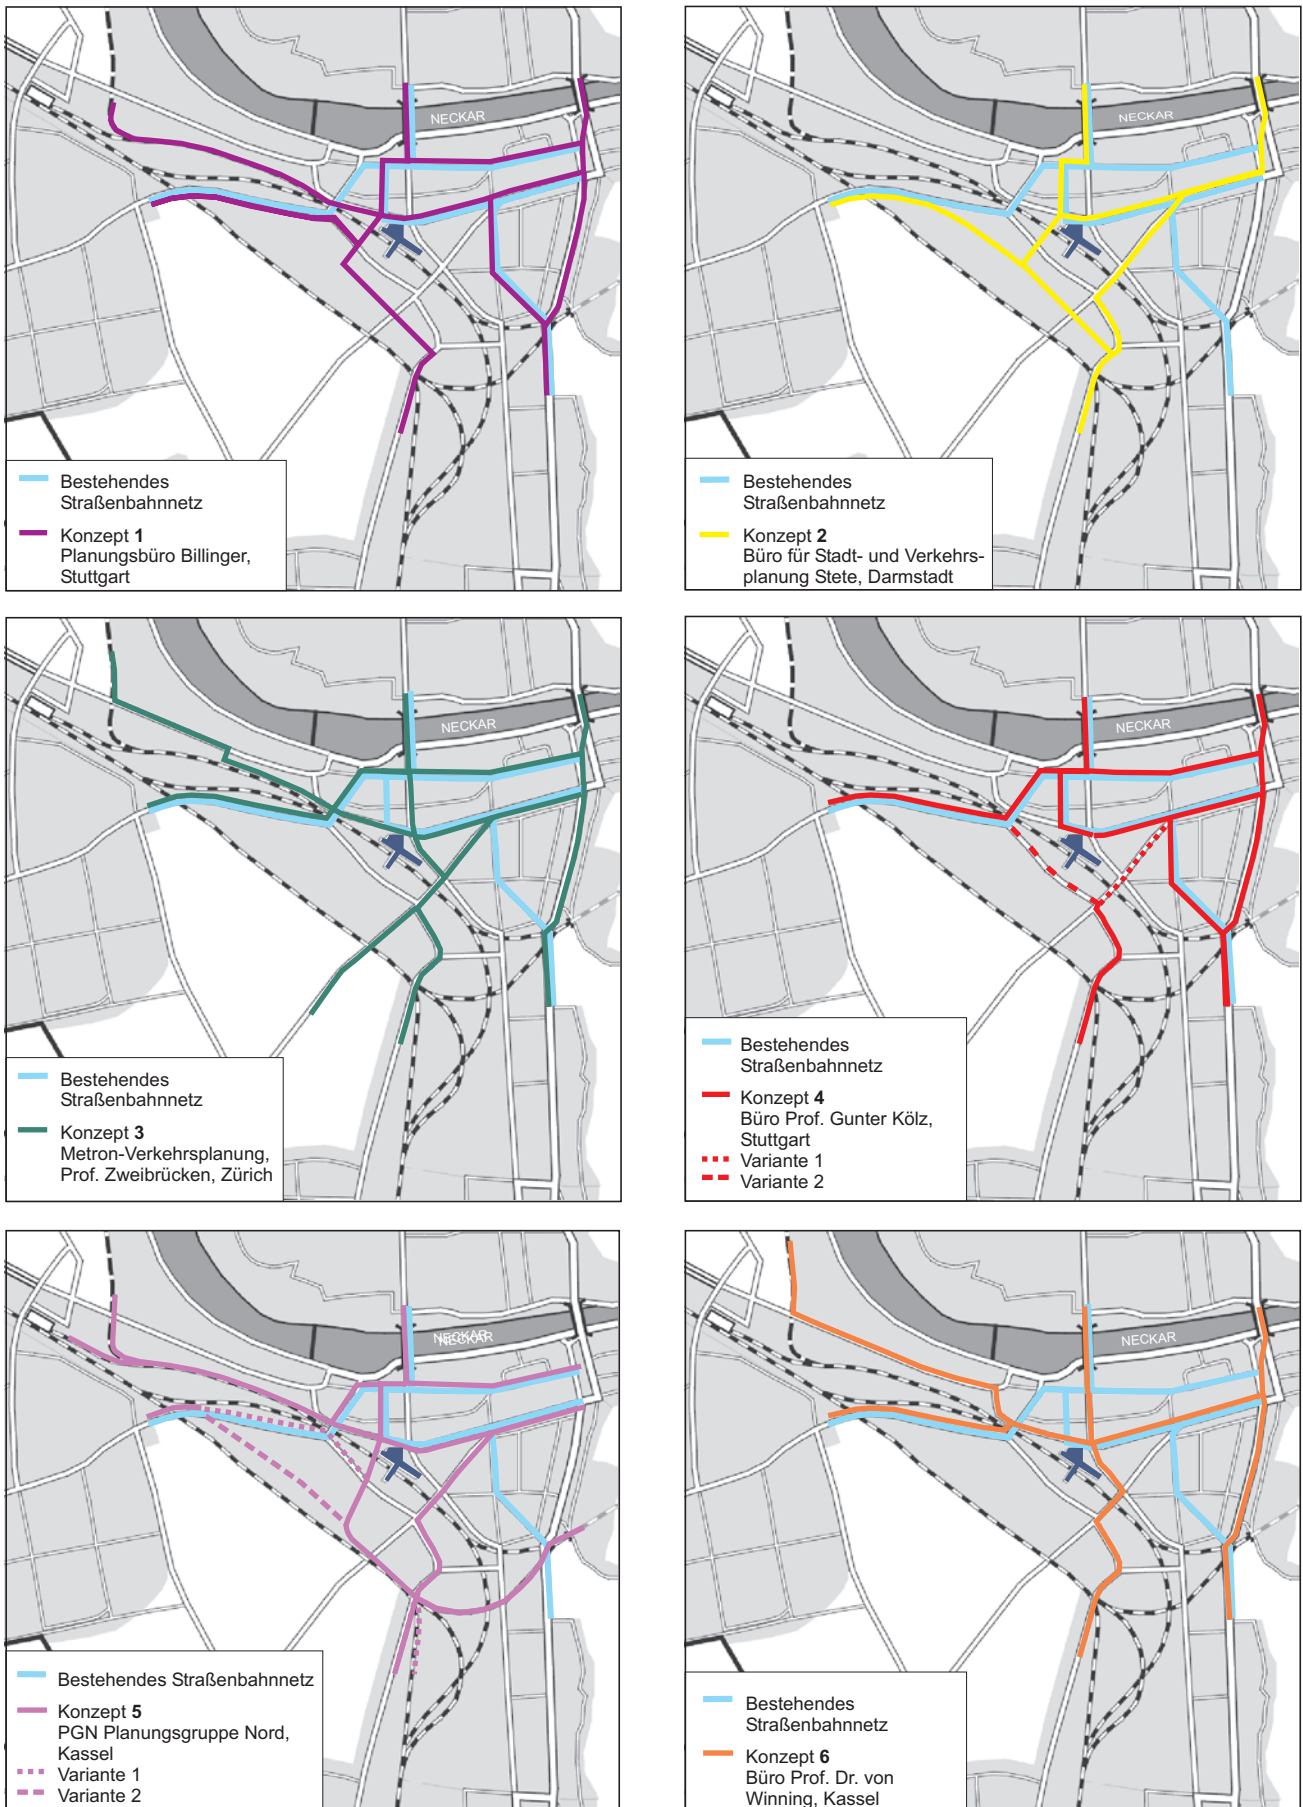 NECKAR
Bestehendes
Straßenbahnnetz
Konzept 1
Planungsbüro Billinger,
Stuttgart
NECKAR
Bestehendes
Straßenbahnnetz
Konzept 2
Büro für Stadt- und Verkehrs-
planung Stete, Darmstadt
NECKAR
Bestehendes
Straßenbahnnetz
Konzept 3
Metron-Verkehrsplanung,
Prof. Zweibrücken, Zürich
NECKAR
Bestehendes
Straßenbahnnetz
Konzept 4
Büro Prof. Gunter Kölz,
Stuttgart
Variante 1
Variante 2
NECKAR
NECKAR
Bestehendes Straßenbahnnetz
Konzept 5
PGN Planungsgruppe Nord,
Kassel
Variante 1
Variante 2
NECKAR
Bestehendes
Straßenbahnnetz
Konzept 6
Büro Prof. Dr. von
Winning, Kassel